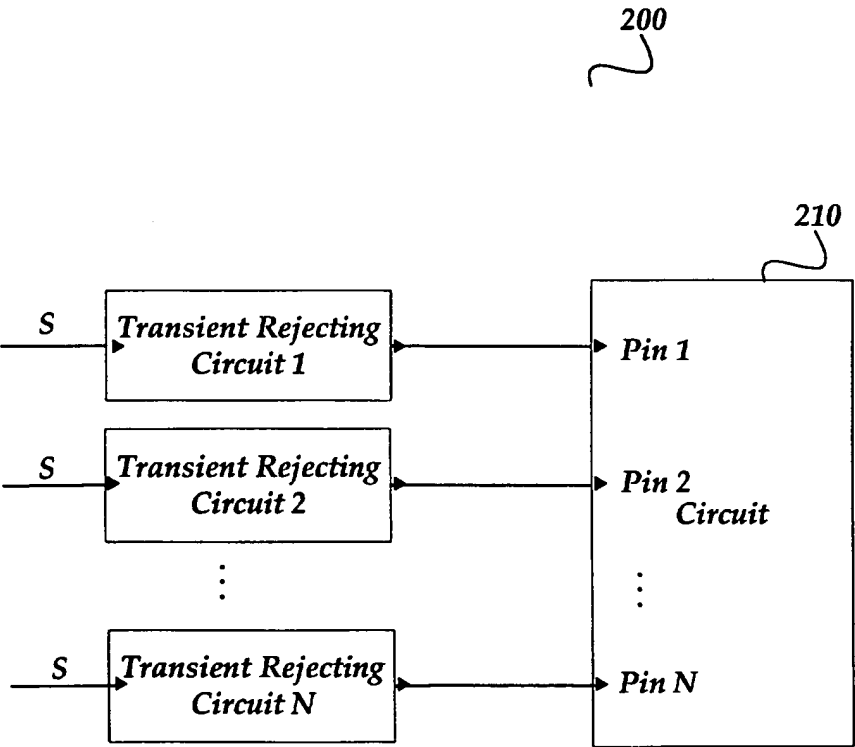 200
210
S
Transient Rejecting
Circuit 1
Pin 1
S
Transient Rejecting
Circuit 2
Pin 2
Circuit
S
Transient Rejecting
Circuit N
Pin N